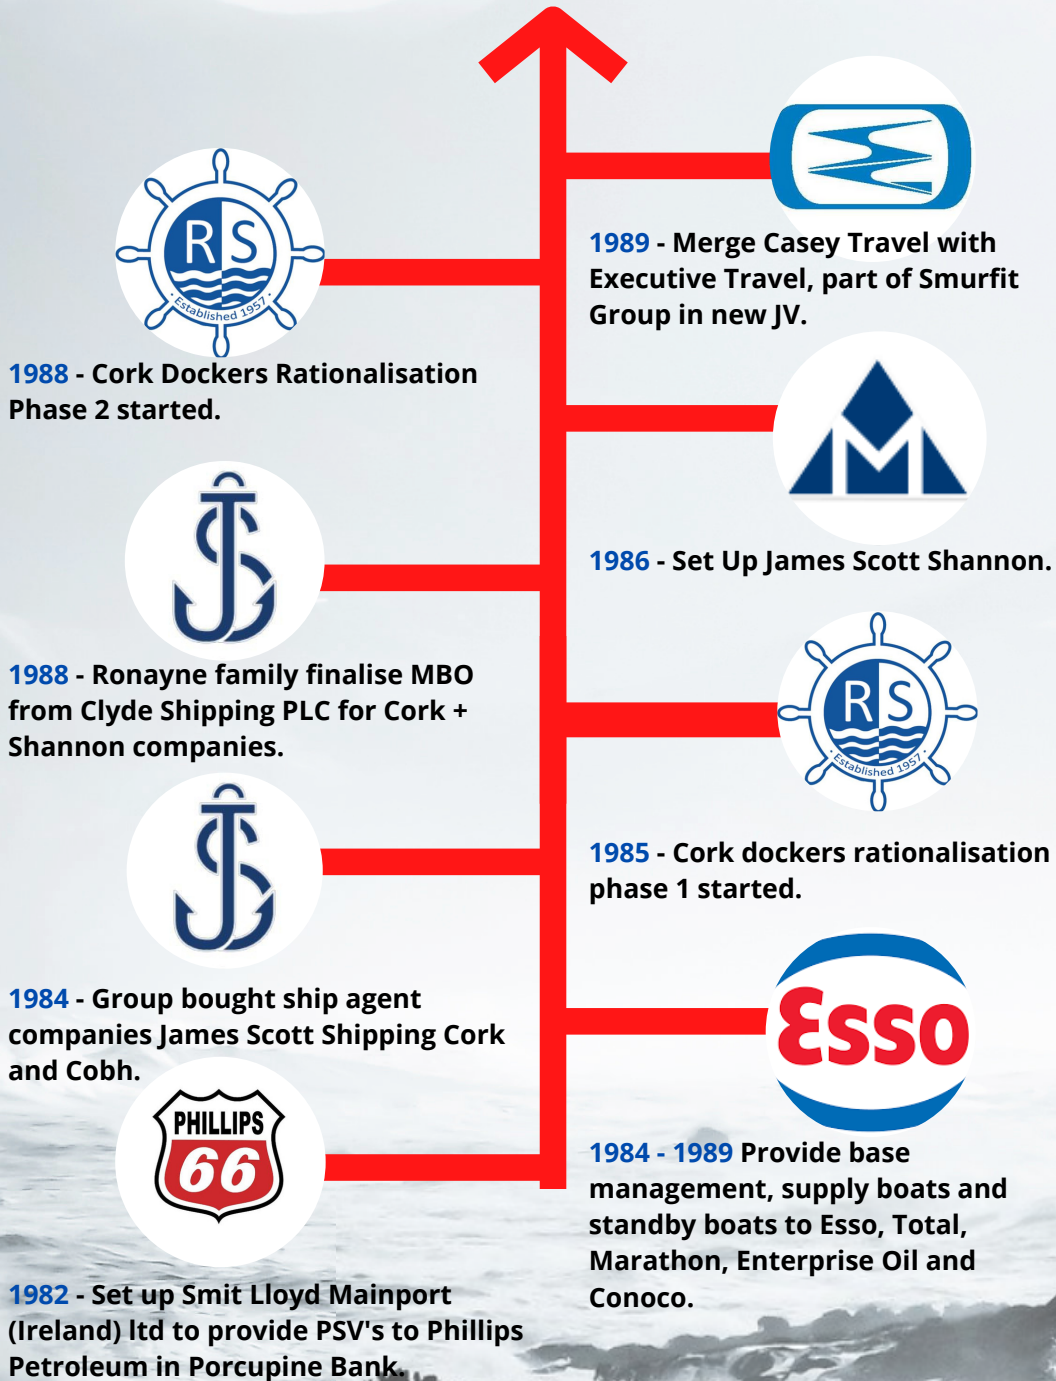 1989 - Merge Casey Travel with
Executive Travel, part of Smurfit
Group in new JV.
R S
· Established 1957 ·
1988 - Cork Dockers Rationalisation
Phase 2 started.
1986 - Set Up James Scott Shannon.
JS
1988 - Ronayne family finalise MBO
from Clyde Shipping PLC for Cork +
Shannon companies.
R S
· Established 1957 ·
1985 - Cork dockers rationalisation
phase 1 started.
JS
1984 - Group bought ship agent
companies James Scott Shipping Cork
and Cobh.
Esso
1984 - 1989 Provide base
management, supply boats and
standby boats to Esso, Total,
Marathon, Enterprise Oil and
Conoco.
PHILLIPS
66
1982 - Set up Smit Lloyd Mainport
(Ireland) ltd to provide PSV's to Phillips
Petroleum in Porcupine Bank.